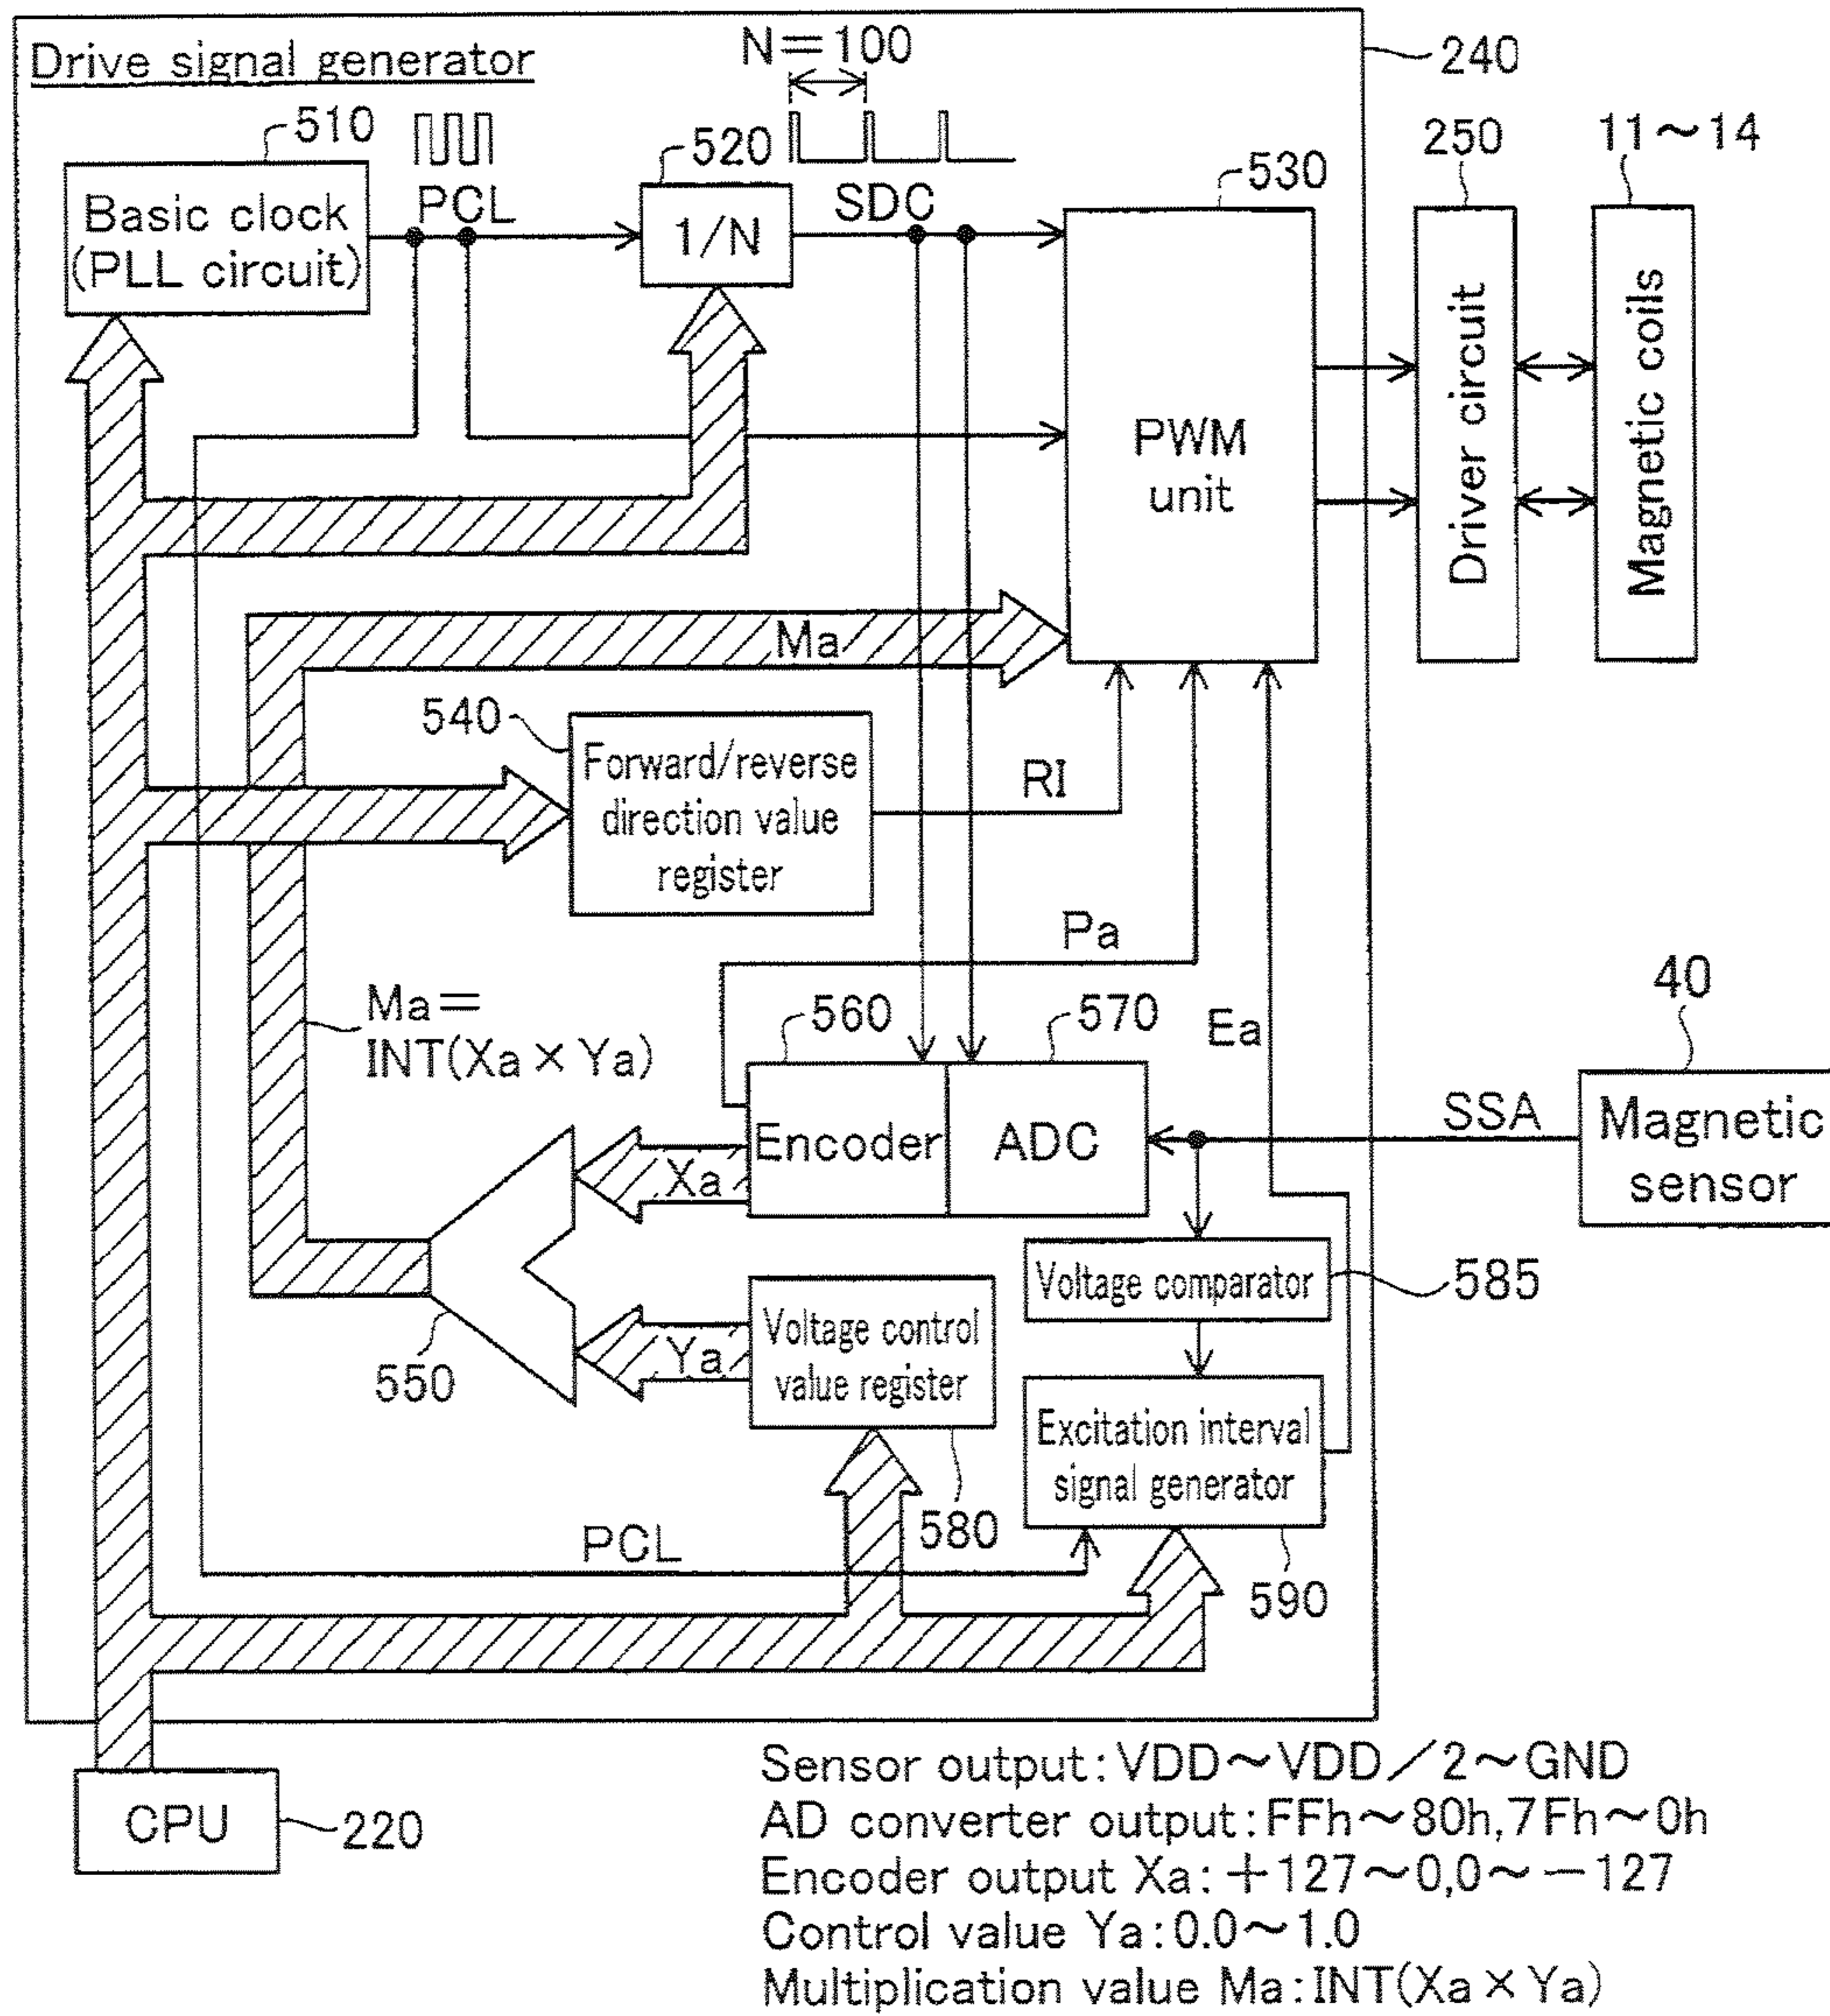 Drive signal generator
N=100
240
510
PCL
520
SDC
530
250
11~14
Basic clock
(PLL circuit)
1/N
PWM
unit
Driver circuit
Magnetic coils
Ma
540
Forward/reverse
direction value
register
RI
Pa
Ma=
INT(Xa×Ya)
560
570
Ea
40
Encoder
ADC
SSA
Magnetic
sensor
Xa
Voltage comparator
585
550
Ya
Voltage control
value register
Excitation interval
signal generator
580
PCL
590
CPU
220
Sensor output:VDD~VDD/2~GND
AD converter output:FFh~80h,7Fh~0h
Encoder output Xa:+127~0,0~-127
Control value Ya:0.0~1.0
Multiplication value Ma:INT(Xa×Ya)